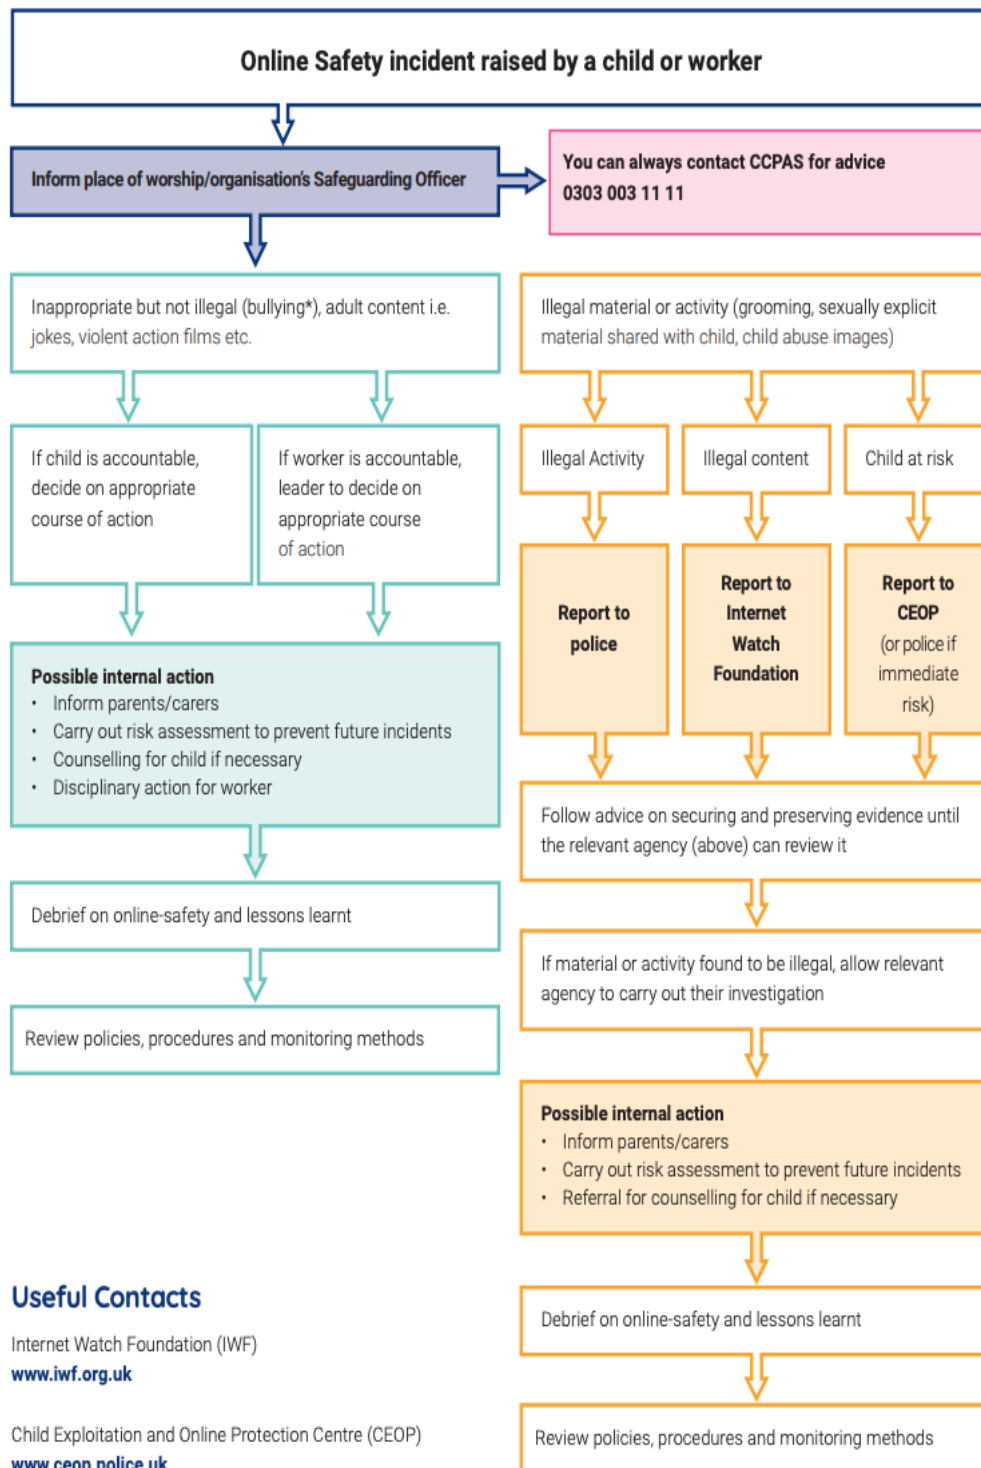 Online Safety incident raised by a child or worker
Inform place of worship/organisation's Safeguarding Officer
You can always contact CCPAS for advice
0303 003 11 11
Inappropriate but not illegal (bullying*), adult content i.e.
jokes, violent action films etc.
Illegal material or activity (grooming, sexually explicit
material shared with child, child abuse images)
If child is accountable,
decide on appropriate
course of action
If worker is accountable,
leader to decide on
appropriate course
of action
Illegal Activity
Illegal content
Child at risk
Report to
police
Report to
Internet
Watch
Foundation
Report to
CEOP
(or police if
immediate
risk)
Possible internal action
• Inform parents/carers
• Carry out risk assessment to prevent future incidents
• Counselling for child if necessary
• Disciplinary action for worker
Debrief on online-safety and lessons learnt
Review policies, procedures and monitoring methods
Follow advice on securing and preserving evidence until
the relevant agency (above) can review it
If material or activity found to be illegal, allow relevant
agency to carry out their investigation
Possible internal action
• Inform parents/carers
• Carry out risk assessment to prevent future incidents
• Referral for counselling for child if necessary
Debrief on online-safety and lessons learnt
Review policies, procedures and monitoring methods
Useful Contacts
Internet Watch Foundation (IWF)
www.iwf.org.uk
Child Exploitation and Online Protection Centre (CEOP)
www.ceop.police.uk